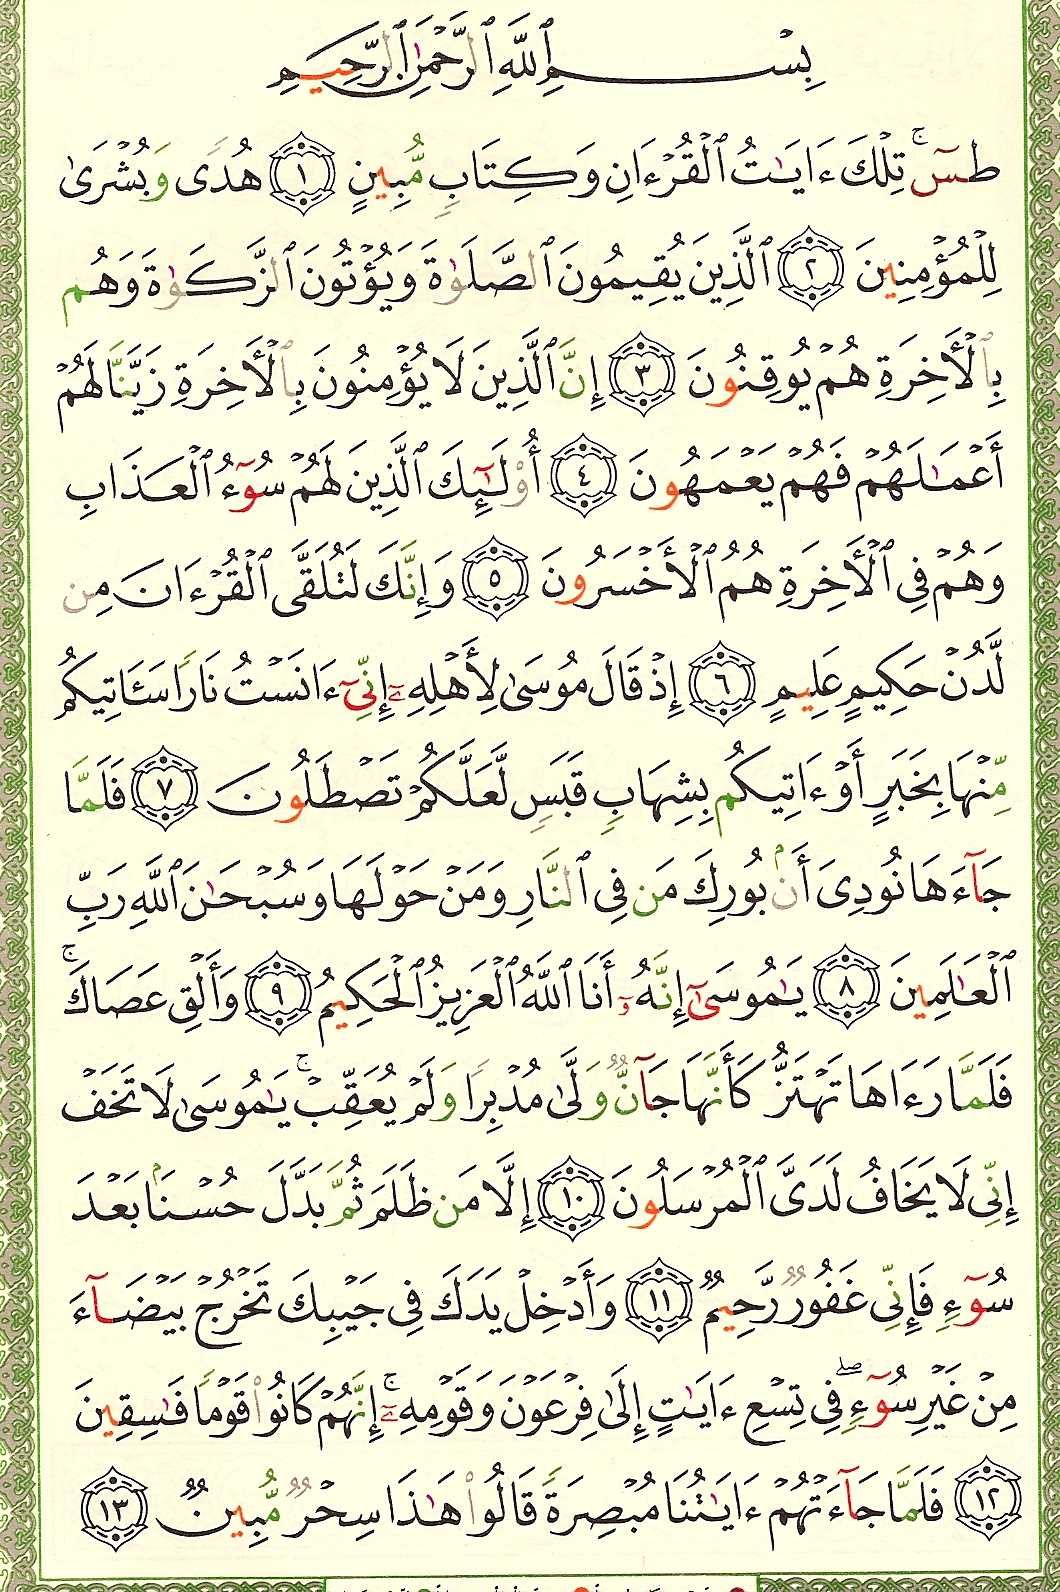 بِسْمِ ٱللَّهِ ٱلرَّحْمَٰنِ ٱلرَّحِيمِ
طسٓ ۚ تِلْكَ ءَايَٰتُ ٱلْقُرْءَانِ وَكِتَابٍ مُّبِينٍ ١ هُدًى وَبُشْرَىٰ
لِلْمُؤْمِنِينَ ٢ ٱلَّذِينَ يُقِيمُونَ ٱلصَّلَوٰةَ وَيُؤْتُونَ ٱلزَّكَوٰةَ وَهُم
بِٱلْأَخِرَةِ هُمْ يُوقِنُونَ ٣ إِنَّ ٱلَّذِينَ لَا يُؤْمِنُونَ بِٱلْأَخِرَةِ زَيَّنَّا لَهُمْ
أَعْمَٰلَهُمْ فَهُمْ يَعْمَهُونَ ٤ أُوْلَٰٓئِكَ ٱلَّذِينَ لَهُمْ سُوٓءُ ٱلْعَذَابِ
وَهُمْ فِى ٱلْأَخِرَةِ هُمُ ٱلْأَخْسَرُونَ ٥ وَإِنَّكَ لَتُلَقَّى ٱلْقُرْءَانَ مِن
لَّدُنْ حَكِيمٍ عَلِيمٍ ٦ إِذْ قَالَ مُوسَىٰ لِأَهْلِهِۦٓ إِنِّىٓ ءَانَسْتُ نَارًا سَـَٔاتِيكُم
مِّنْهَا بِخَبَرٍ أَوْ ءَاتِيكُم بِشِهَابٍ قَبَسٍ لَّعَلَّكُمْ تَصْطَلُونَ ٧ فَلَمَّا
جَآءَهَا نُودِىَ أَنۢ بُورِكَ مَن فِى ٱلنَّارِ وَمَنْ حَوْلَهَا وَسُبْحَٰنَ ٱللَّهِ رَبِّ
ٱلْعَٰلَمِينَ ٨ يَٰمُوسَىٰٓ إِنَّهُۥٓ أَنَا ٱللَّهُ ٱلْعَزِيزُ ٱلْحَكِيمُ ٩ وَأَلْقِ عَصَاكَ ۚ
فَلَمَّا رَءَاهَا تَهْتَزُّ كَأَنَّهَا جَآنٌّ وَلَّىٰ مُدْبِرًا وَلَمْ يُعَقِّبْ ۚ يَٰمُوسَىٰ لَا تَخَفْ
إِنِّى لَا يَخَافُ لَدَىَّ ٱلْمُرْسَلُونَ ١٠ إِلَّا مَن ظَلَمَ ثُمَّ بَدَّلَ حُسْنًۢا بَعْدَ
سُوٓءٍ فَإِنِّى غَفُورٌ رَّحِيمٌ ١١ وَأَدْخِلْ يَدَكَ فِى جَيْبِكَ تَخْرُجْ بَيْضَآءَ
مِنْ غَيْرِ سُوٓءٍ ۖ فِى تِسْعِ ءَايَٰتٍ إِلَىٰ فِرْعَوْنَ وَقَوْمِهِۦٓ ۚ إِنَّهُمْ كَانُوا۟ قَوْمًا فَٰسِقِينَ
١٢ فَلَمَّا جَآءَتْهُمْ ءَايَٰتُنَا مُبْصِرَةً قَالُوا۟ هَٰذَا سِحْرٌ مُّبِينٌ ١٣